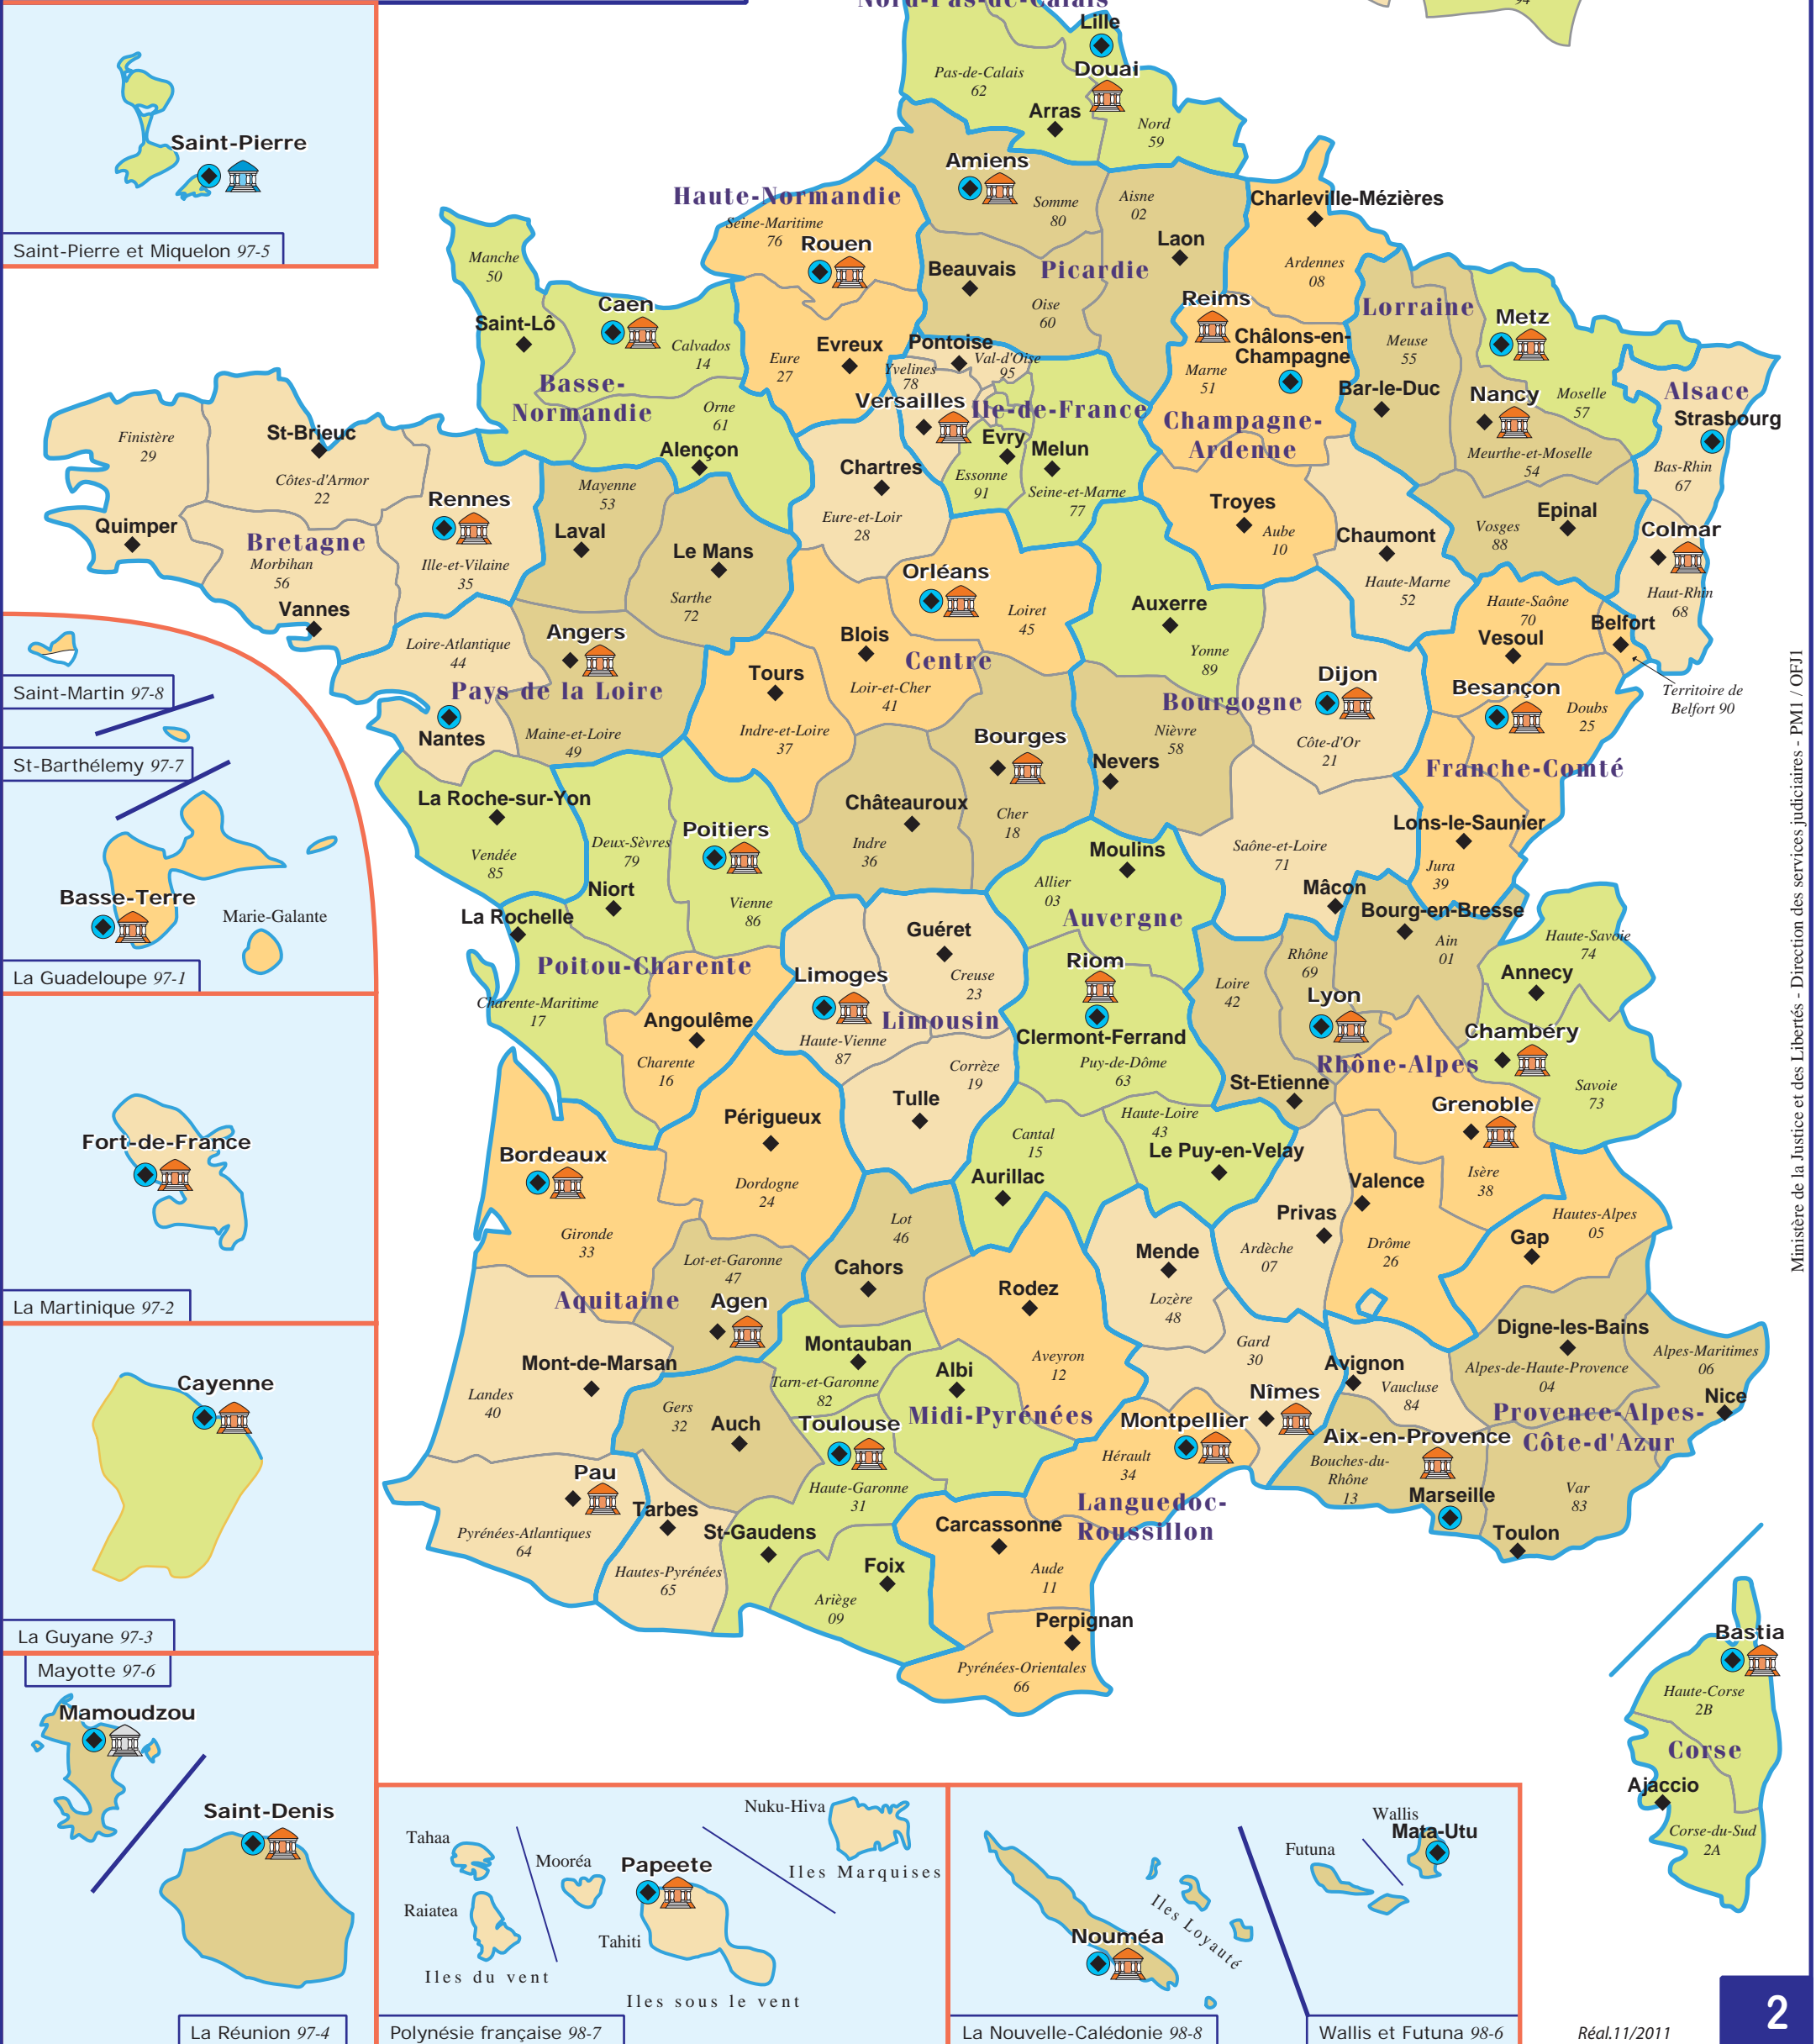 Nord-Pas-de-Calais
94
Lille
Pas-de-Calais
62
Douai
Arras
Nord
59
Saint-Pierre
Saint-Pierre et Miquelon 97-5
Amiens
Somme
80
Aisne
02
Laon
Haute-Normandie
Seine-Maritime
76
Rouen
Beauvais
Picardie
Oise
60
Charleville-Mézières
Ardennes
08
Manche
50
Saint-Lô
Caen
Calvados
14
Basse-
Normandie
Orne
61
Alençon
Eure
27
Evreux
Pontoise
Val-d'Oise
95
Yvelines
78
Versailles
Ile-de-France
Evry
Melun
Essonne
91
Seine-et-Marne
77
Reims
Châlons-en-
Champagne
Marne
51
Champagne-
Ardenne
Lorraine
Meuse
55
Bar-le-Duc
Metz
Nancy
Moselle
57
Meurthe-et-Moselle
54
Alsace
Strasbourg
Bas-Rhin
67
Finistère
29
St-Brieuc
Côtes-d'Armor
22
Quimper
Bretagne
Morbihan
56
Vannes
Rennes
Ille-et-Vilaine
35
Mayenne
53
Laval
Le Mans
Sarthe
72
Chartres
Eure-et-Loir
28
Orléans
Loiret
45
Troyes
Aube
10
Chaumont
Haute-Marne
52
Vosges
88
Epinal
Colmar
Haut-Rhin
68
Auxerre
Yonne
89
Haute-Saône
70
Vesoul
Belfort
Territoire de
Belfort 90
Loire-Atlantique
44
Angers
Pays de la Loire
Nantes
Maine-et-Loire
49
Blois
Centre
Tours
Loir-et-Cher
41
Indre-et-Loire
37
Bourges
Cher
18
Châteauroux
Indre
36
Bourgogne
Nièvre
58
Nevers
Dijon
Côte-d'Or
21
Besançon
Doubs
25
Franche-Comté
Lons-le-Saunier
Jura
39
Saint-Martin 97-8
St-Barthélemy 97-7
Basse-Terre
Marie-Galante
La Guadeloupe 97-1
La Roche-sur-Yon
Vendée
85
Deux-Sèvres
79
Niort
Poitiers
Vienne
86
La Rochelle
Poitou-Charente
Charente-Maritime
17
Angoulême
Charente
16
Moulins
Allier
03
Auvergne
Saône-et-Loire
71
Mâcon
Bourg-en-Bresse
Ain
01
Haute-Savoie
74
Annecy
Limoges
Guéret
Creuse
23
Limousin
Haute-Vienne
87
Corrèze
19
Tulle
Riom
Clermont-Ferrand
Puy-de-Dôme
63
Loire
42
Rhône
69
Lyon
Rhône-Alpes
St-Etienne
Chambéry
Savoie
73
Grenoble
Isère
38
Fort-de-France
La Martinique 97-2
Périgueux
Dordogne
24
Bordeaux
Gironde
33
Cantal
15
Aurillac
Haute-Loire
43
Le Puy-en-Velay
Valence
Privas
Ardèche
07
Drôme
26
Hautes-Alpes
05
Gap
Lot
46
Cahors
Lot-et-Garonne
47
Agen
Aquitaine
Rodez
Aveyron
12
Mende
Lozère
48
Mont-de-Marsan
Landes
40
Montauban
Tarn-et-Garonne
82
Albi
Midi-Pyrénées
Gard
30
Nîmes
Avignon
Vaucluse
84
Digne-les-Bains
Alpes-de-Haute-Provence
04
Alpes-Maritimes
06
Nice
Provence-Alpes-
Côte-d'Azur
Cayenne
La Guyane 97-3
Gers
32
Auch
Toulouse
Haute-Garonne
31
Montpellier
Hérault
34
Languedoc-
Roussillon
Aix-en-Provence
Bouches-du-
Rhône
13
Marseille
Var
83
Toulon
Pau
Pyrénées-Atlantiques
64
Tarbes
Hautes-Pyrénées
65
St-Gaudens
Foix
Ariège
09
Carcassonne
Aude
11
Perpignan
Pyrénées-Orientales
66
Bastia
Haute-Corse
2B
Corse
Ajaccio
Corse-du-Sud
2A
Mayotte 97-6
Mamoudzou
Saint-Denis
La Réunion 97-4
Tahaa
Raiatea
Iles du vent
Mooréa
Papeete
Tahiti
Iles sous le vent
Nuku-Hiva
Iles Marquises
Polynésie française 98-7
Nouméa
Iles Loyauté
La Nouvelle-Calédonie 98-8
Futuna
Wallis
Mata-Utu
Wallis et Futuna 98-6
Ministère de la Justice et des Libertés - Direction des services judiciaires - PM1 / OFJ1
Réal.11/2011
2